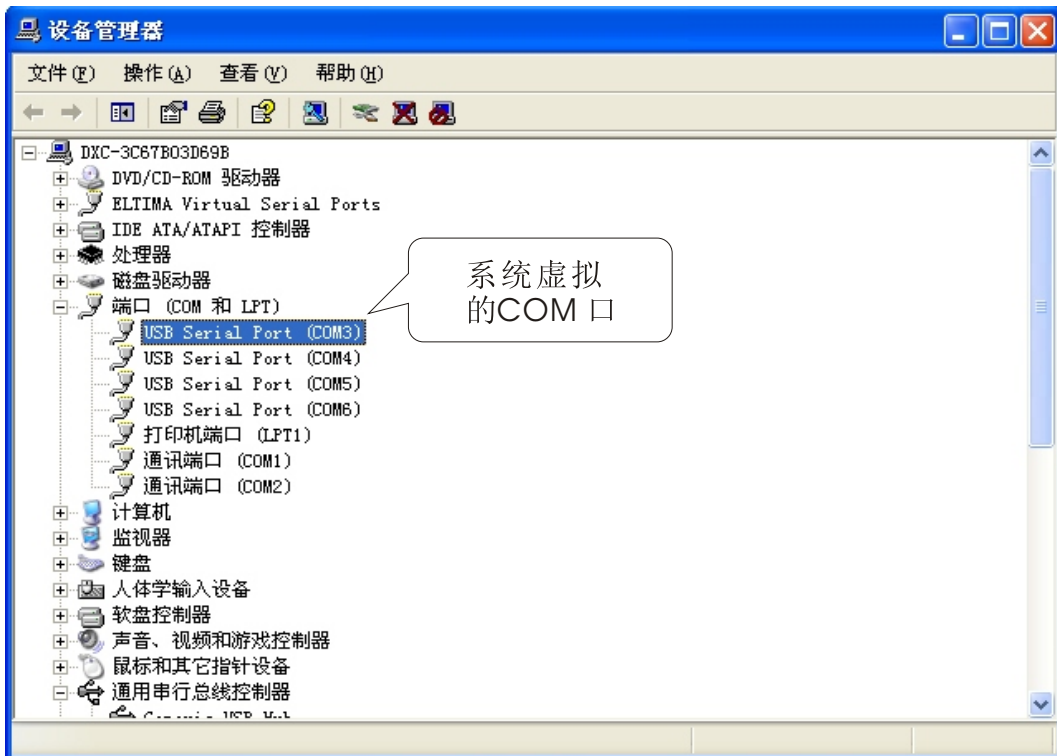 设备管理器
文件(F) 操作(A) 查看(V) 帮助(H)
DXC-3C67B03D69B
DVD/CD-ROM 驱动器
ELTIMA Virtual Serial Ports
IDE ATA/ATAPI 控制器
处理器
磁盘驱动器
端口 (COM 和 LPT)
系统虚拟
的COM 口
USB Serial Port (COM3)
USB Serial Port (COM4)
USB Serial Port (COM5)
USB Serial Port (COM6)
打印机端口 (LPT1)
通讯端口 (COM1)
通讯端口 (COM2)
计算机
监视器
键盘
人体学输入设备
软盘控制器
声音、视频和游戏控制器
鼠标和其它指针设备
通用串行总线控制器